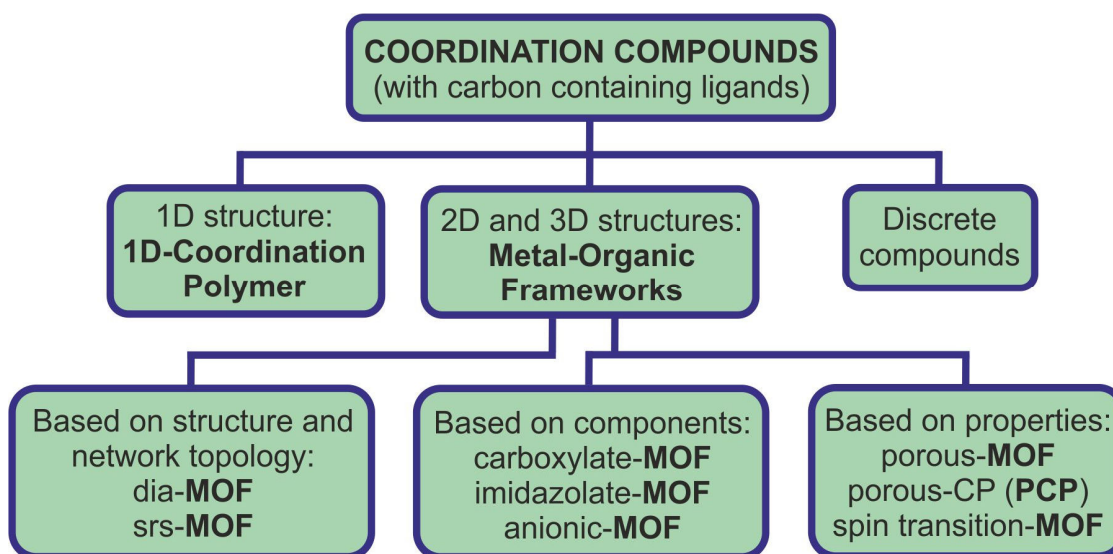 COORDINATION COMPOUNDS
(with carbon containing ligands)
1D structure:
1D-Coordination
Polymer
2D and 3D structures:
Metal-Organic
Frameworks
Discrete
compounds
Based on structure and
network topology:
dia-MOF
srs-MOF
Based on components:
carboxylate-MOF
imidazolate-MOF
anionic-MOF
Based on properties:
porous-MOF
porous-CP (PCP)
spin transition-MOF